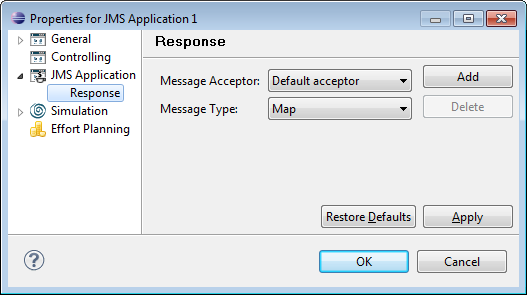 Properties for JMS Application 1
General
Controlling
JMS Application
Response
Simulation
Effort Planning
Response
Message Acceptor: Default acceptor Add
Message Type: Map Delete
Restore Defaults Apply
? OK Cancel